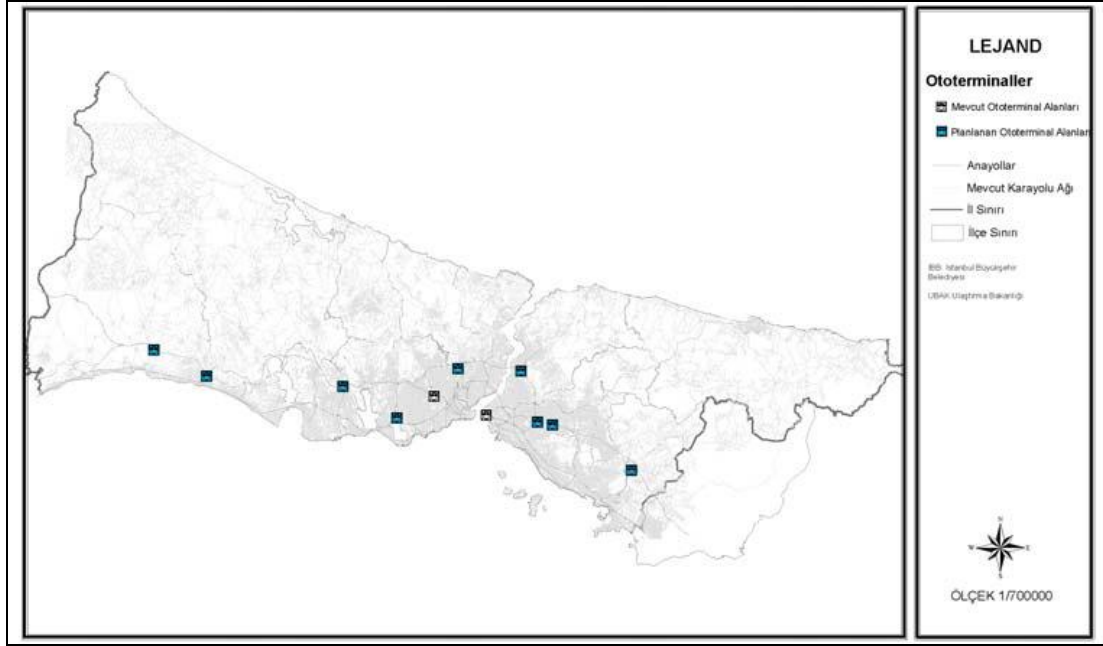 LEJAND
Ototerminaller
Mevcut Ototerminal Alanları
Planlanan Ototerminal Alanları
Anayollar
Mevcut Karayolu Ağı
İl Sınırı
İlçe Sınırı
İBB: İstanbul Büyükşehir
Belediyesi
UBAK:Ulaştırma Bakanlığı
N
W
E
S
ÖLÇEK 1/700000